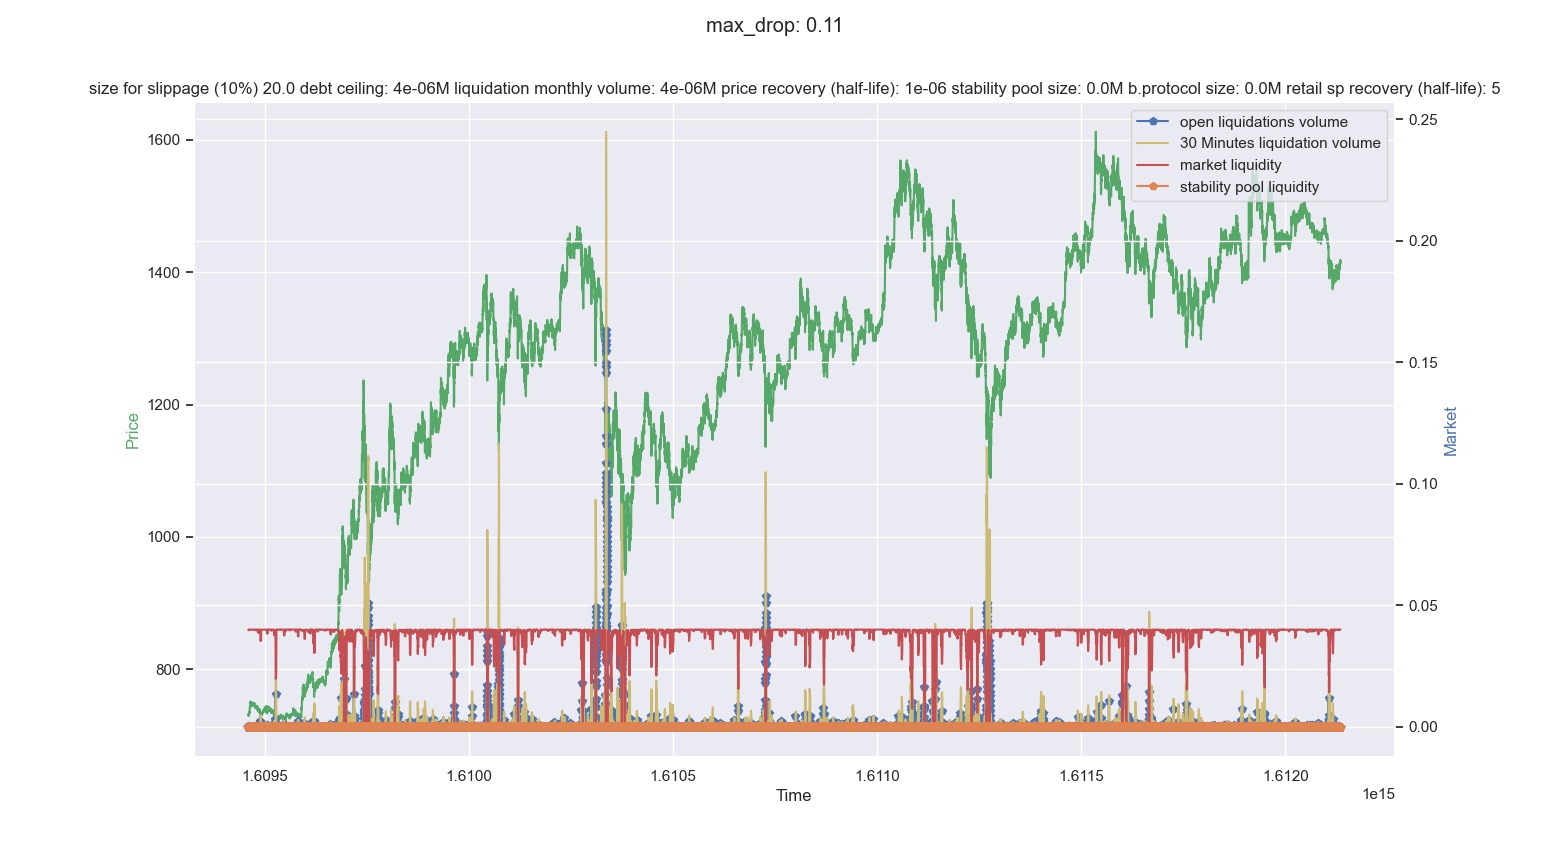 max_drop: 0.11
size for slippage (10%) 20.0 debt ceiling: 4e-06M liquidation monthly volume: 4e-06M price recovery (half-life): 1e-06 stability pool size: 0.0M b.protocol size: 0.0M retail sp recovery (half-life): 5
open liquidations volume
30 Minutes liquidation volume
market liquidity
stability pool liquidity
1600
1400
1200
1000
800
Price
0.25
0.20
0.15
0.10
0.05
0.00
Market
1.6095 1.6100 1.6105 1.6110 1.6115 1.6120
Time
1e15